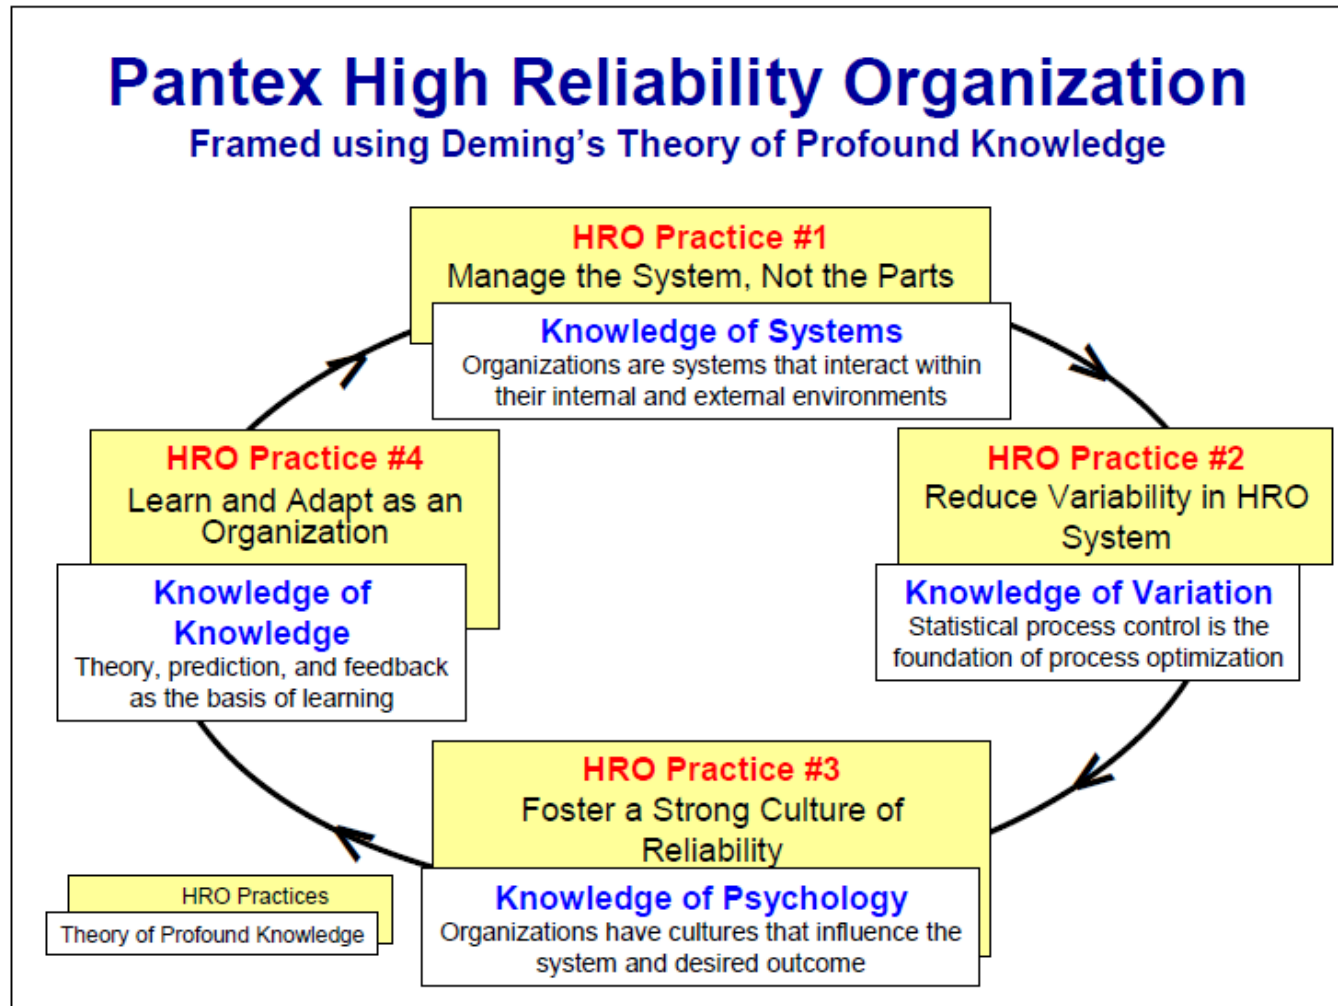 Pantex High Reliability Organization
Framed using Deming's Theory of Profound Knowledge
HRO Practice #1
Manage the System, Not the Parts
Knowledge of Systems
Organizations are systems that interact within
their internal and external environments
HRO Practice #2
Reduce Variability in HRO
System
Knowledge of Variation
Statistical process control is the
foundation of process optimization
HRO Practice #3
Foster a Strong Culture of
Reliability
Knowledge of Psychology
Organizations have cultures that influence the
system and desired outcome
HRO Practice #4
Learn and Adapt as an
Organization
Knowledge of
Knowledge
Theory, prediction, and feedback
as the basis of learning
HRO Practices
Theory of Profound Knowledge